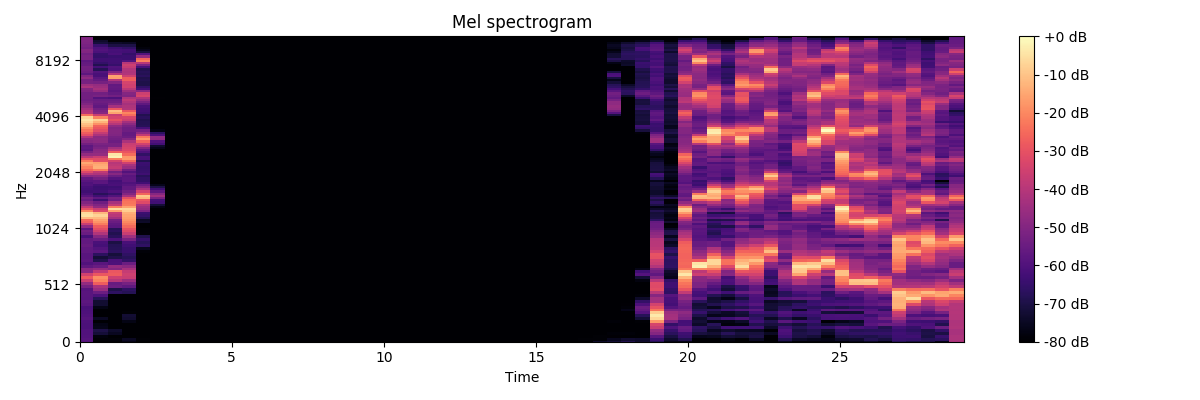 Mel spectrogram
8192
4096
2048
1024
512
0
Hz
0 5 10 15 20 25
Time
+0 dB
-10 dB
-20 dB
-30 dB
-40 dB
-50 dB
-60 dB
-70 dB
-80 dB